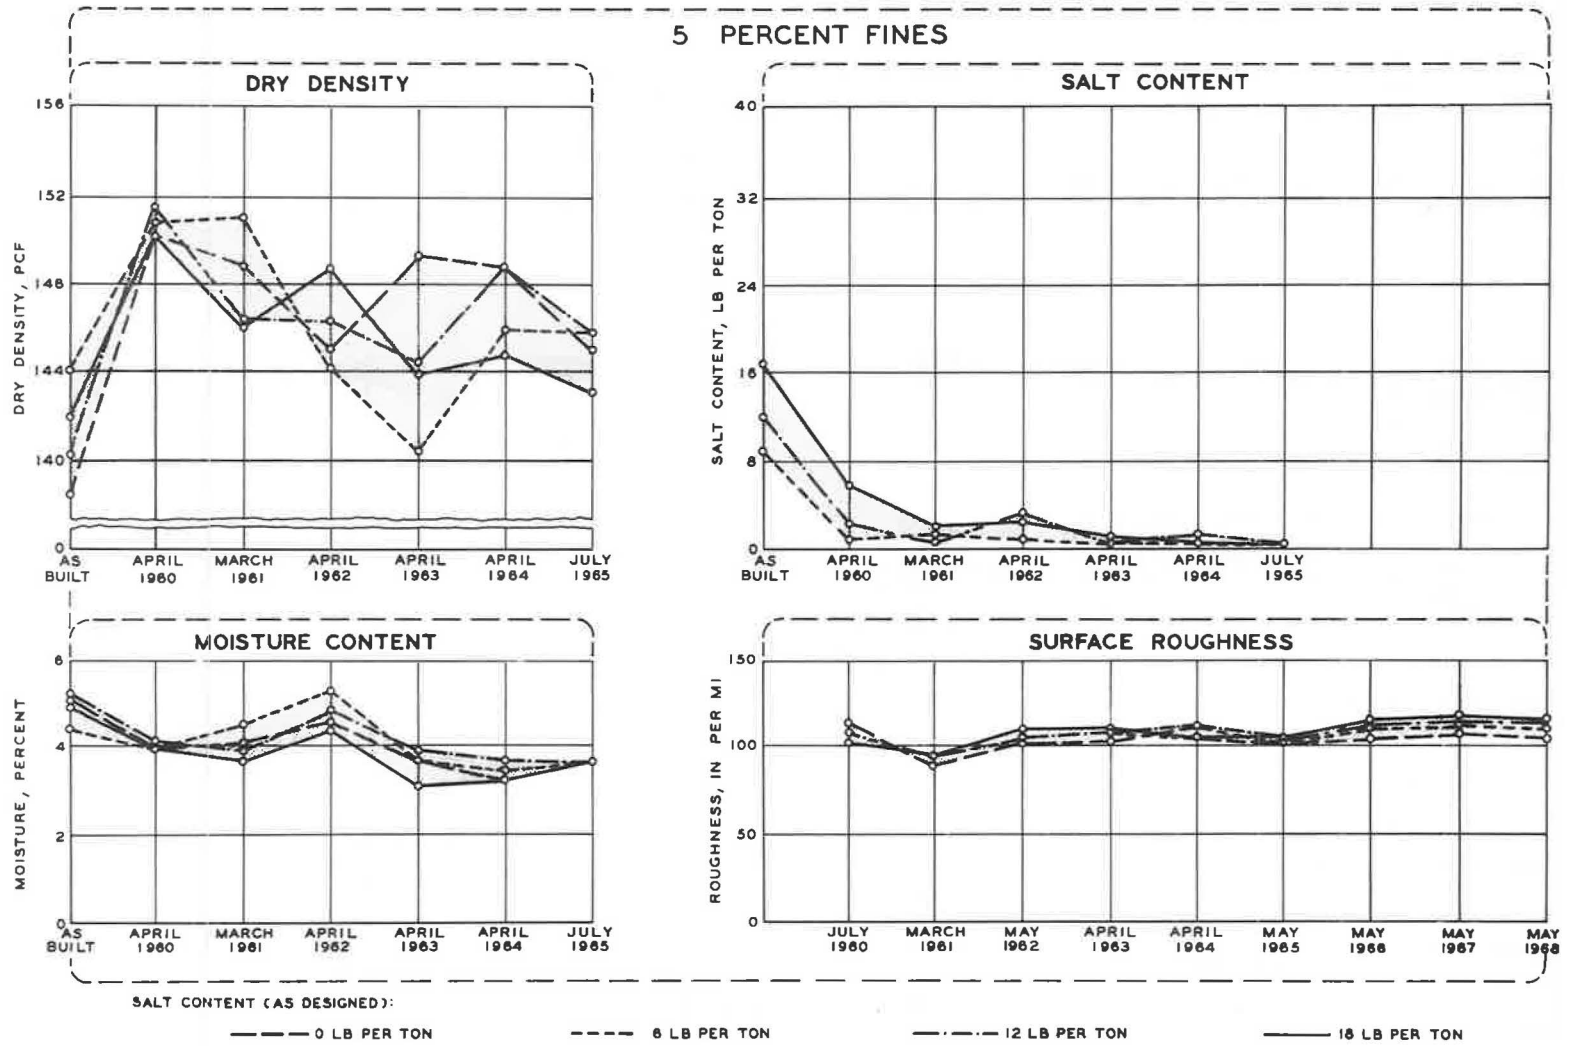 5 PERCENT FINES
DRY DENSITY
156
152
148
144
140
0
DRY DENSITY, PCF
AS BUILT
APRIL 1960
MARCH 1961
APRIL 1962
APRIL 1963
APRIL 1964
JULY 1965
SALT CONTENT
40
32
24
16
8
0
SALT CONTENT, LB PER TON
AS BUILT
APRIL 1960
MARCH 1961
APRIL 1962
APRIL 1963
APRIL 1964
JULY 1965
MOISTURE CONTENT
6
4
2
0
MOISTURE, PERCENT
AS BUILT
APRIL 1960
MARCH 1961
APRIL 1962
APRIL 1963
APRIL 1964
JULY 1965
SURFACE ROUGHNESS
150
100
50
0
ROUGHNESS, IN PER MI
JULY 1960
MARCH 1961
MAY 1962
APRIL 1963
APRIL 1964
MAY 1965
MAY 1966
MAY 1967
MAY 1968
SALT CONTENT (AS DESIGNED):
0 LB PER TON
6 LB PER TON
12 LB PER TON
18 LB PER TON